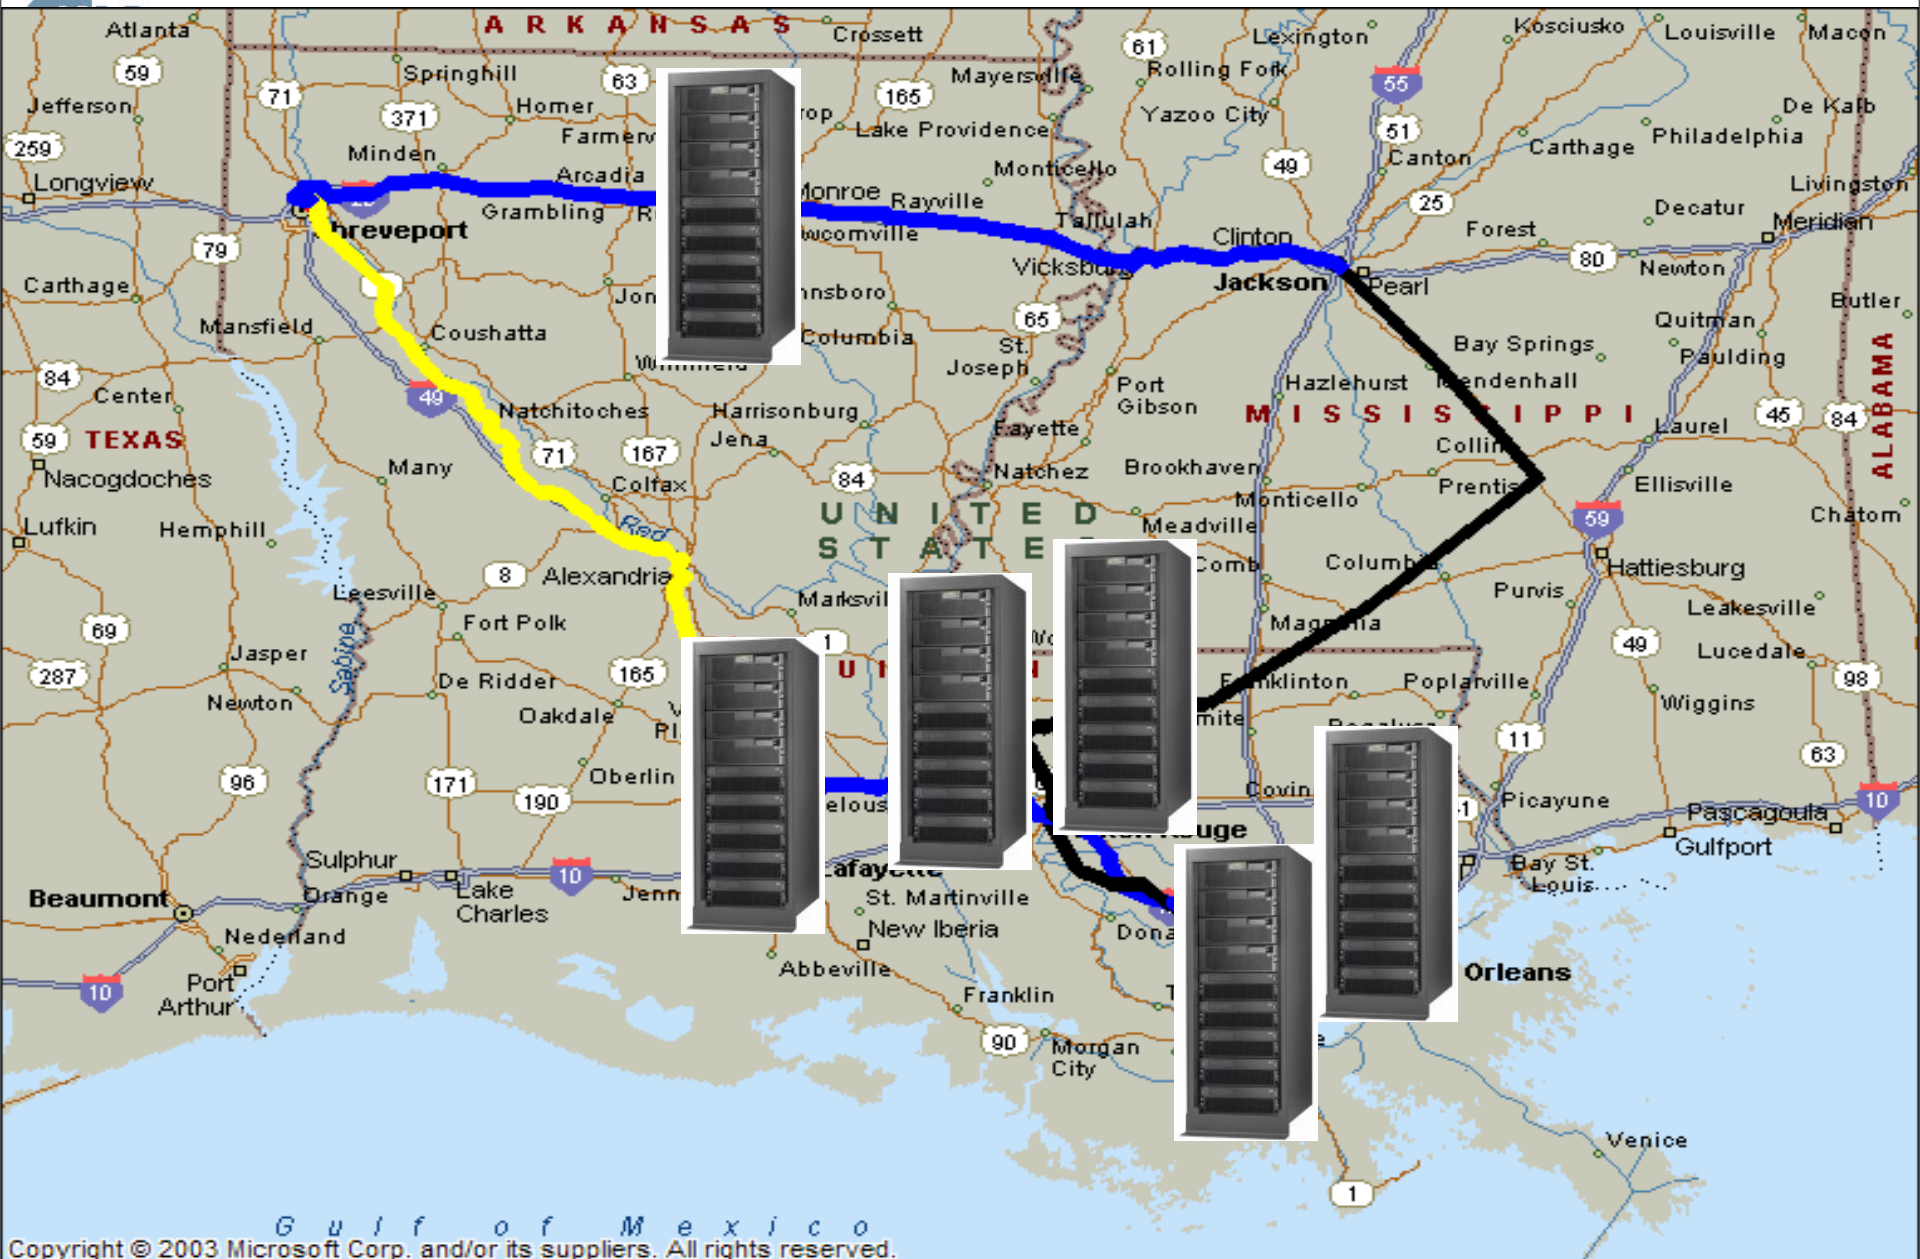 ARKANSAS
Atlanta
Crossett
Lexington
Kosciusko
Louisville
Macon
61
59
Springhill
63
Mayersville
Rolling Fork
55
71
165
Jefferson
Homer
De Kalb
371
Lake Providence
Yazoo City
51
Philadelphia
259
Minden
Canton
Carthage
49
Longview
Arcadia
Monticello
Livingston
Monroe
Rayville
25
Grambling
Tallulah
Decatur
Meridian
79
Clinton
Forest
80
Newton
Vicksburg
Jackson
Pearl
Carthage
Butler
65
Mansfield
Coushatta
Columbia
St.
Joseph
Quitman
Bay Springs
Paulding
84
Center
49
Natchitoches
Harrisonburg
Port
Gibson
Hazlehurst
MISSISSIPPI
45
84
ALABAMA
59
TEXAS
71
167
Jena
Fayette
Laurel
Nacogdoches
Many
Colfax
84
Natchez
Brookhaven
Monticello
Ellisville
UNITED
Lufkin
Hemphill
Red
Meadville
59
Chatom
8
Alexandria
Hattiesburg
Leesville
Purvis
Leakesville
69
Fort Polk
1
49
Lucedale
Jasper
Sabine
287
De Ridder
165
Poplarville
98
Newton
Oakdale
Wiggins
11
96
171
190
Oberlin
63
Picayune
10
Pascagoula
Gulfport
Sulphur
Bay St.
Louis
Beaumont
Orange
Lake
Charles
10
St. Martinville
New Iberia
Nederland
Abbeville
Orleans
10
Port
Arthur
Franklin
90
Morgan
City
Venice
1
Gulf of Mexico
Copyright © 2003 Microsoft Corp. and/or its suppliers. All rights reserved.